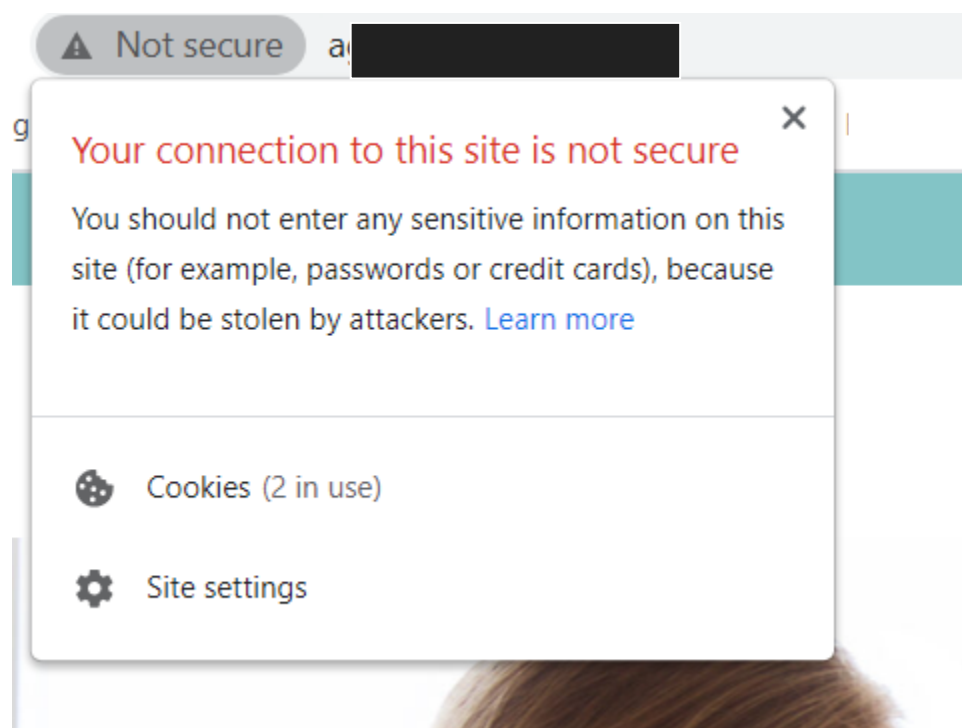 Not secure
Your connection to this site is not secure
You should not enter any sensitive information on this
site (for example, passwords or credit cards), because
it could be stolen by attackers. Learn more
Cookies (2 in use)
Site settings